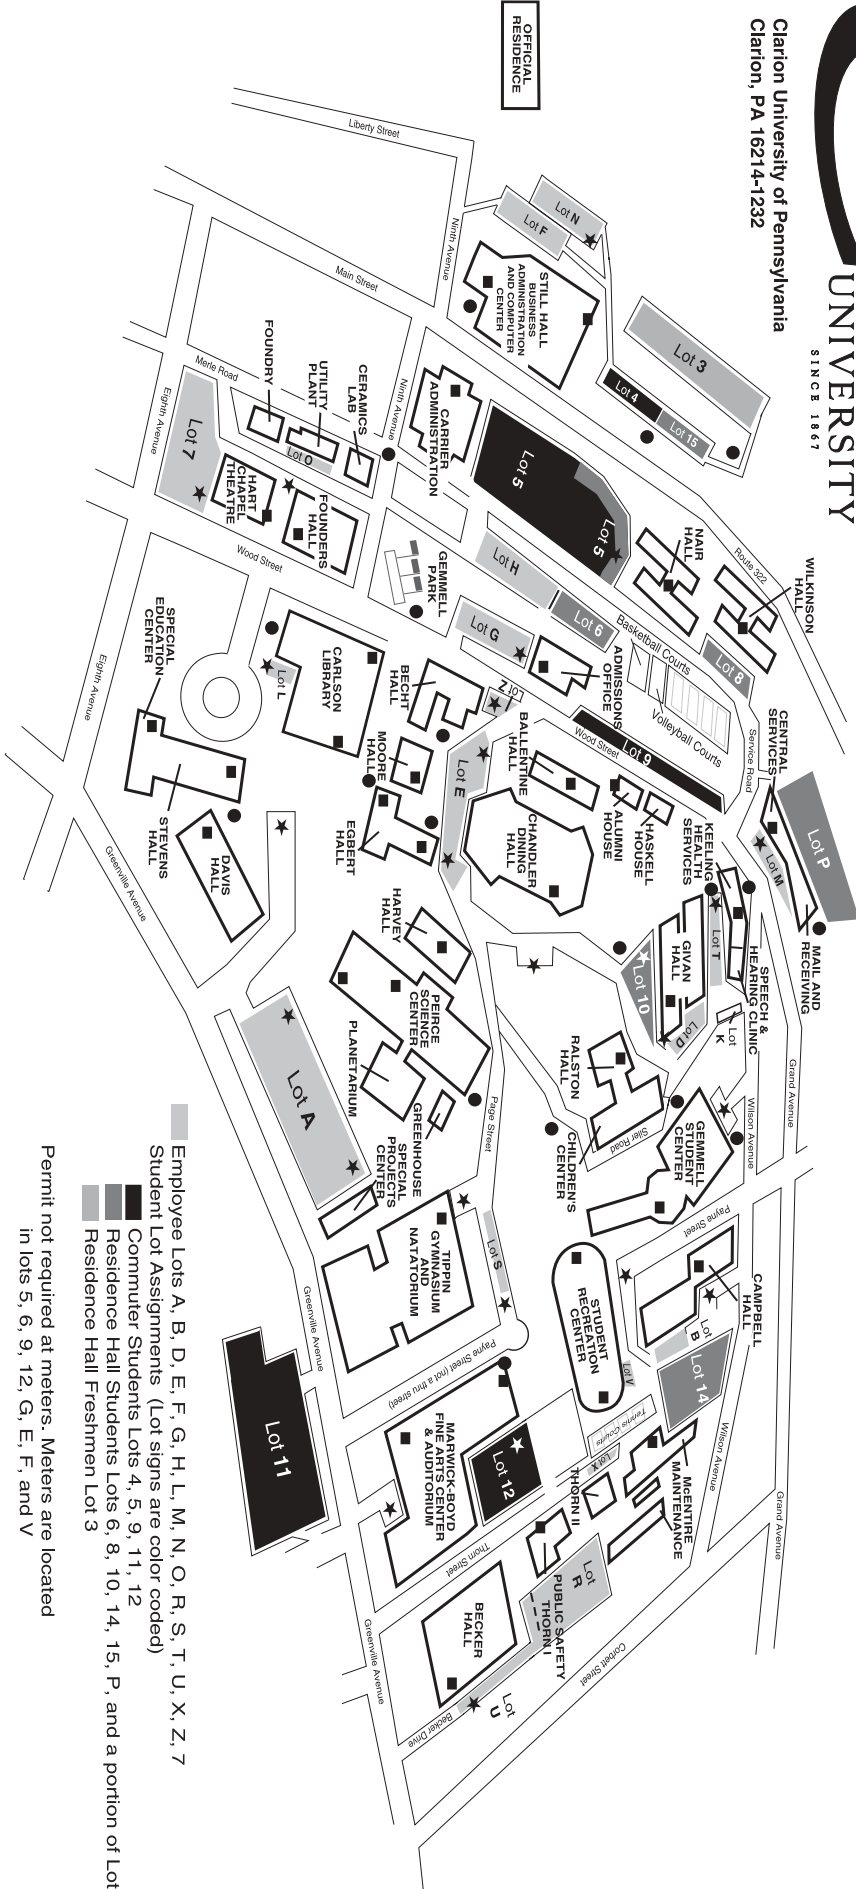 UNIVERSITY
SINCE 1867
Clarion University of Pennsylvania
Clarion, PA 16214-1232
OFFICIAL
RESIDENCE
Liberty Street
Ninth Avenue
Main Street
Lot N
Lot F
STILL HALL
BUSINESS
ADMINISTRATION
AND COMPUTER
CENTER
Lot 3
Lot 4
Lot 15
Merle Road
Eighth Avenue
FOUNDRY
UTILITY
PLANT
CERAMICS
LAB
Ninth Avenue
CARRIER
ADMINISTRATION
Lot 5
Lot 5
NAIR
HALL
Route 322
WILKINSON
HALL
Lot 7
Lot O
HART
CHAPEL
THEATRE
FOUNDERS
HALL
Wood Street
GEMMELL
PARK
Lot H
Lot 6
Lot G
Basketball Courts
Volleyball Courts
Lot 8
ADMISSIONS
OFFICE
Service Road
CENTRAL
SERVICES
SPECIAL
EDUCATION
CENTER
Eighth Avenue
CARLSON
LIBRARY
Lot L
BECHT
HALL
LOT
Z
MOORE
HALL
BALLENTINE
HALL
Wood Street
Lot 9
Lot E
EGBERT
HALL
CHANDLER
DINING
HALL
ALUMNI
HOUSE
HASKELL
HOUSE
KEELING
HEALTH
SERVICES
Lot P
Lot M
STEVENS
HALL
DAVIS
HALL
Greenville Avenue
HARVEY
HALL
PEIRCE
SCIENCE
CENTER
PLANETARIUM
GREENHOUSE
SPECIAL
PROJECTS
CENTER
Lot A
GIVAN
HALL
Lot 10
Lot T
Lot D
Lot
K
SPEECH &
HEARING CLINIC
MAIL AND
RECEIVING
Grand Avenue
Wilson Avenue
RALSTON
HALL
CHILDREN'S
CENTER
Siler Road
GEMMELL
STUDENT
CENTER
Page Street
Payne Street
Lot S
TIPPIN
GYMNASIUM
AND
NATATORIUM
Greenville Avenue
STUDENT
RECREATION
CENTER
CAMPBELL
HALL
Lot
B
Lot V
Lot 14
Payne Street (not a thru street)
Lot 11
MARWICK-BOYD
FINE ARTS CENTER
& AUDITORIUM
Lot 12
Tennis Courts
Lot X
THORN II
McENTIRE
MAINTENANCE
Wilson Avenue
Grand Avenue
Thorn Street
Lot
R
PUBLIC SAFETY
THORN I
BECKER
HALL
Corbett Street
Lot
U
Becker Drive
Greenville Avenue
Employee Lots A, B, D, E, F, G, H, L, M, N, O, R, S, T, U, X, Z, 7
Student Lot Assignments (Lot signs are color coded)
Commuter Students Lots 4, 5, 9, 11, 12
Residence Hall Students Lots 6, 8, 10, 14, 15, P, and a portion of Lot
Residence Hall Freshmen Lot 3
Permit not required at meters. Meters are located
in lots 5, 6, 9, 12, G, E, F, and V